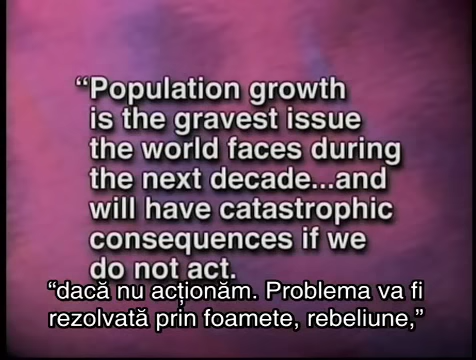 “Population growth
is the gravest issue
the world faces during
the next decade...and
will have catastrophic
consequences if we
do not act.
“dacă nu acționăm. Problema va fi
rezolvată prin foamete, rebeliune,”